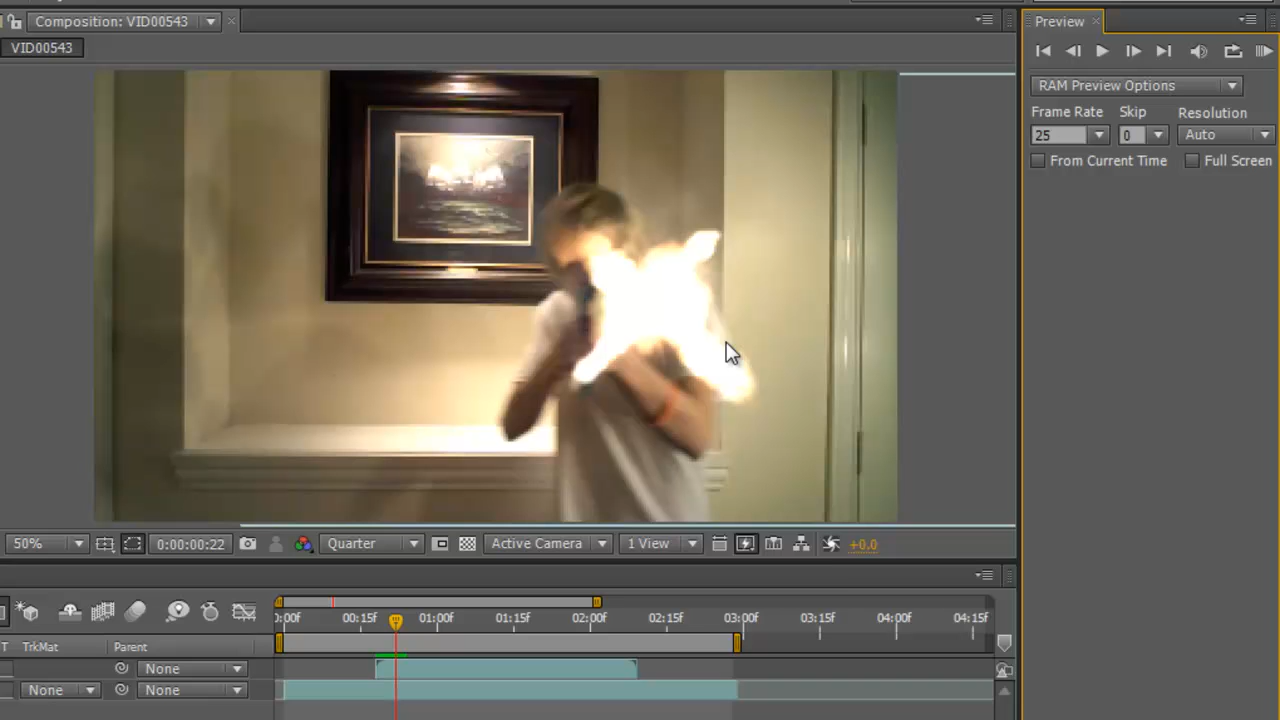 Composition: VID00543
Preview
VID00543
RAM Preview Options
Frame Rate Skip Resolution
25 0 Auto
From Current Time Full Screen
50% 0:00:00:22 Quarter Active Camera 1 View +0.0
00:15f 01:00f 01:15f 02:00f 02:15f 03:00f 03:15f 04:00f 04:15f
T TrkMat Parent
None
None None